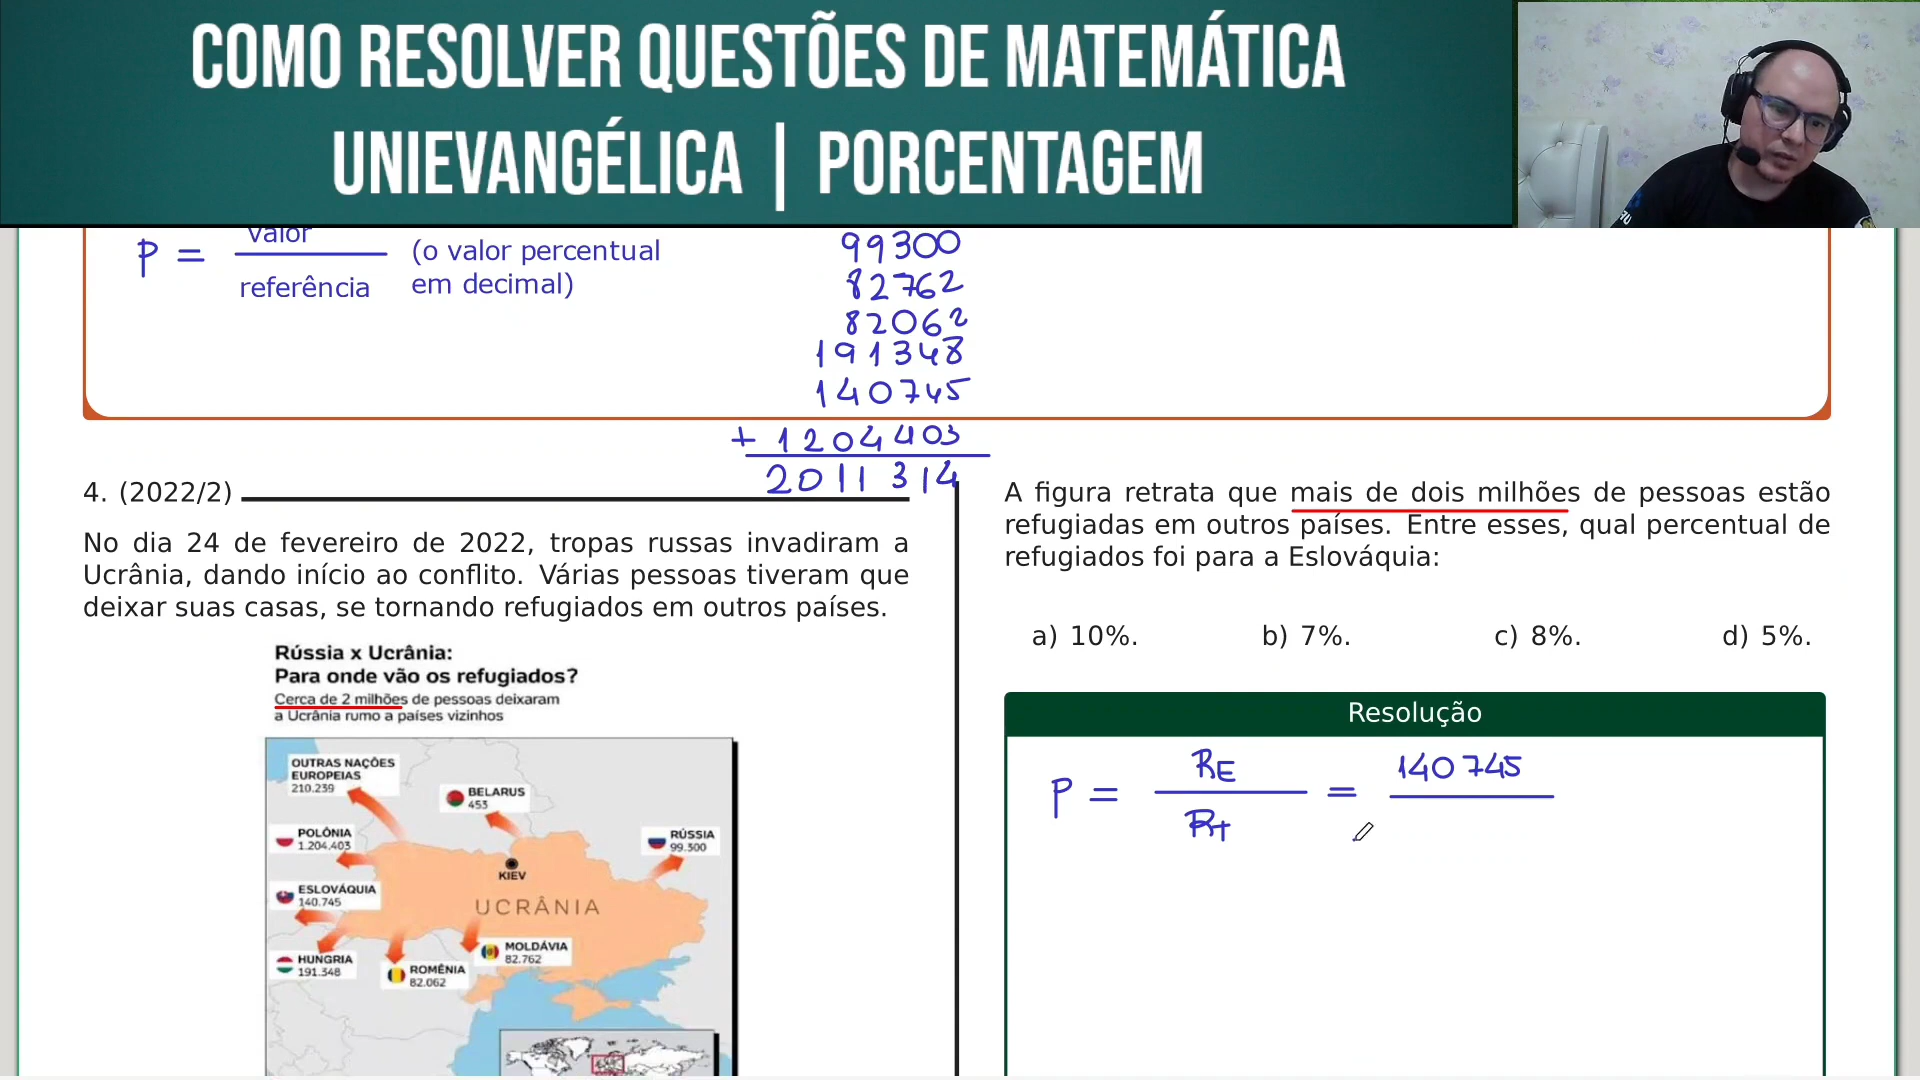 COMO RESOLVER QUESTÕES DE MATEMÁTICA
UNIEVANGÉLICA | PORCENTAGEM
P = valor
referência
(o valor percentual
em decimal)
99300
82762
82062
191348
140745
+ 1204403
2011314
4. (2022/2)
No dia 24 de fevereiro de 2022, tropas russas invadiram a
Ucrânia, dando início ao conflito. Várias pessoas tiveram que
deixar suas casas, se tornando refugiados em outros países.
Rússia x Ucrânia:
Para onde vão os refugiados?
Cerca de 2 milhões de pessoas deixaram
a Ucrânia rumo a países vizinhos
OUTRAS NAÇÕES
EUROPEIAS
210.239
BELARUS
453
POLÔNIA
1.204.403
RÚSSIA
99.300
KIEV
ESLOVÁQUIA
140.745
UCRÂNIA
HUNGRIA
191.348
ROMÊNIA
82.062
MOLDÁVIA
82.762
A figura retrata que mais de dois milhões de pessoas estão
refugiadas em outros países. Entre esses, qual percentual de
refugiados foi para a Eslováquia:
a) 10%. b) 7%. c) 8%. d) 5%.
Resolução
P = RE = 140745
Rt